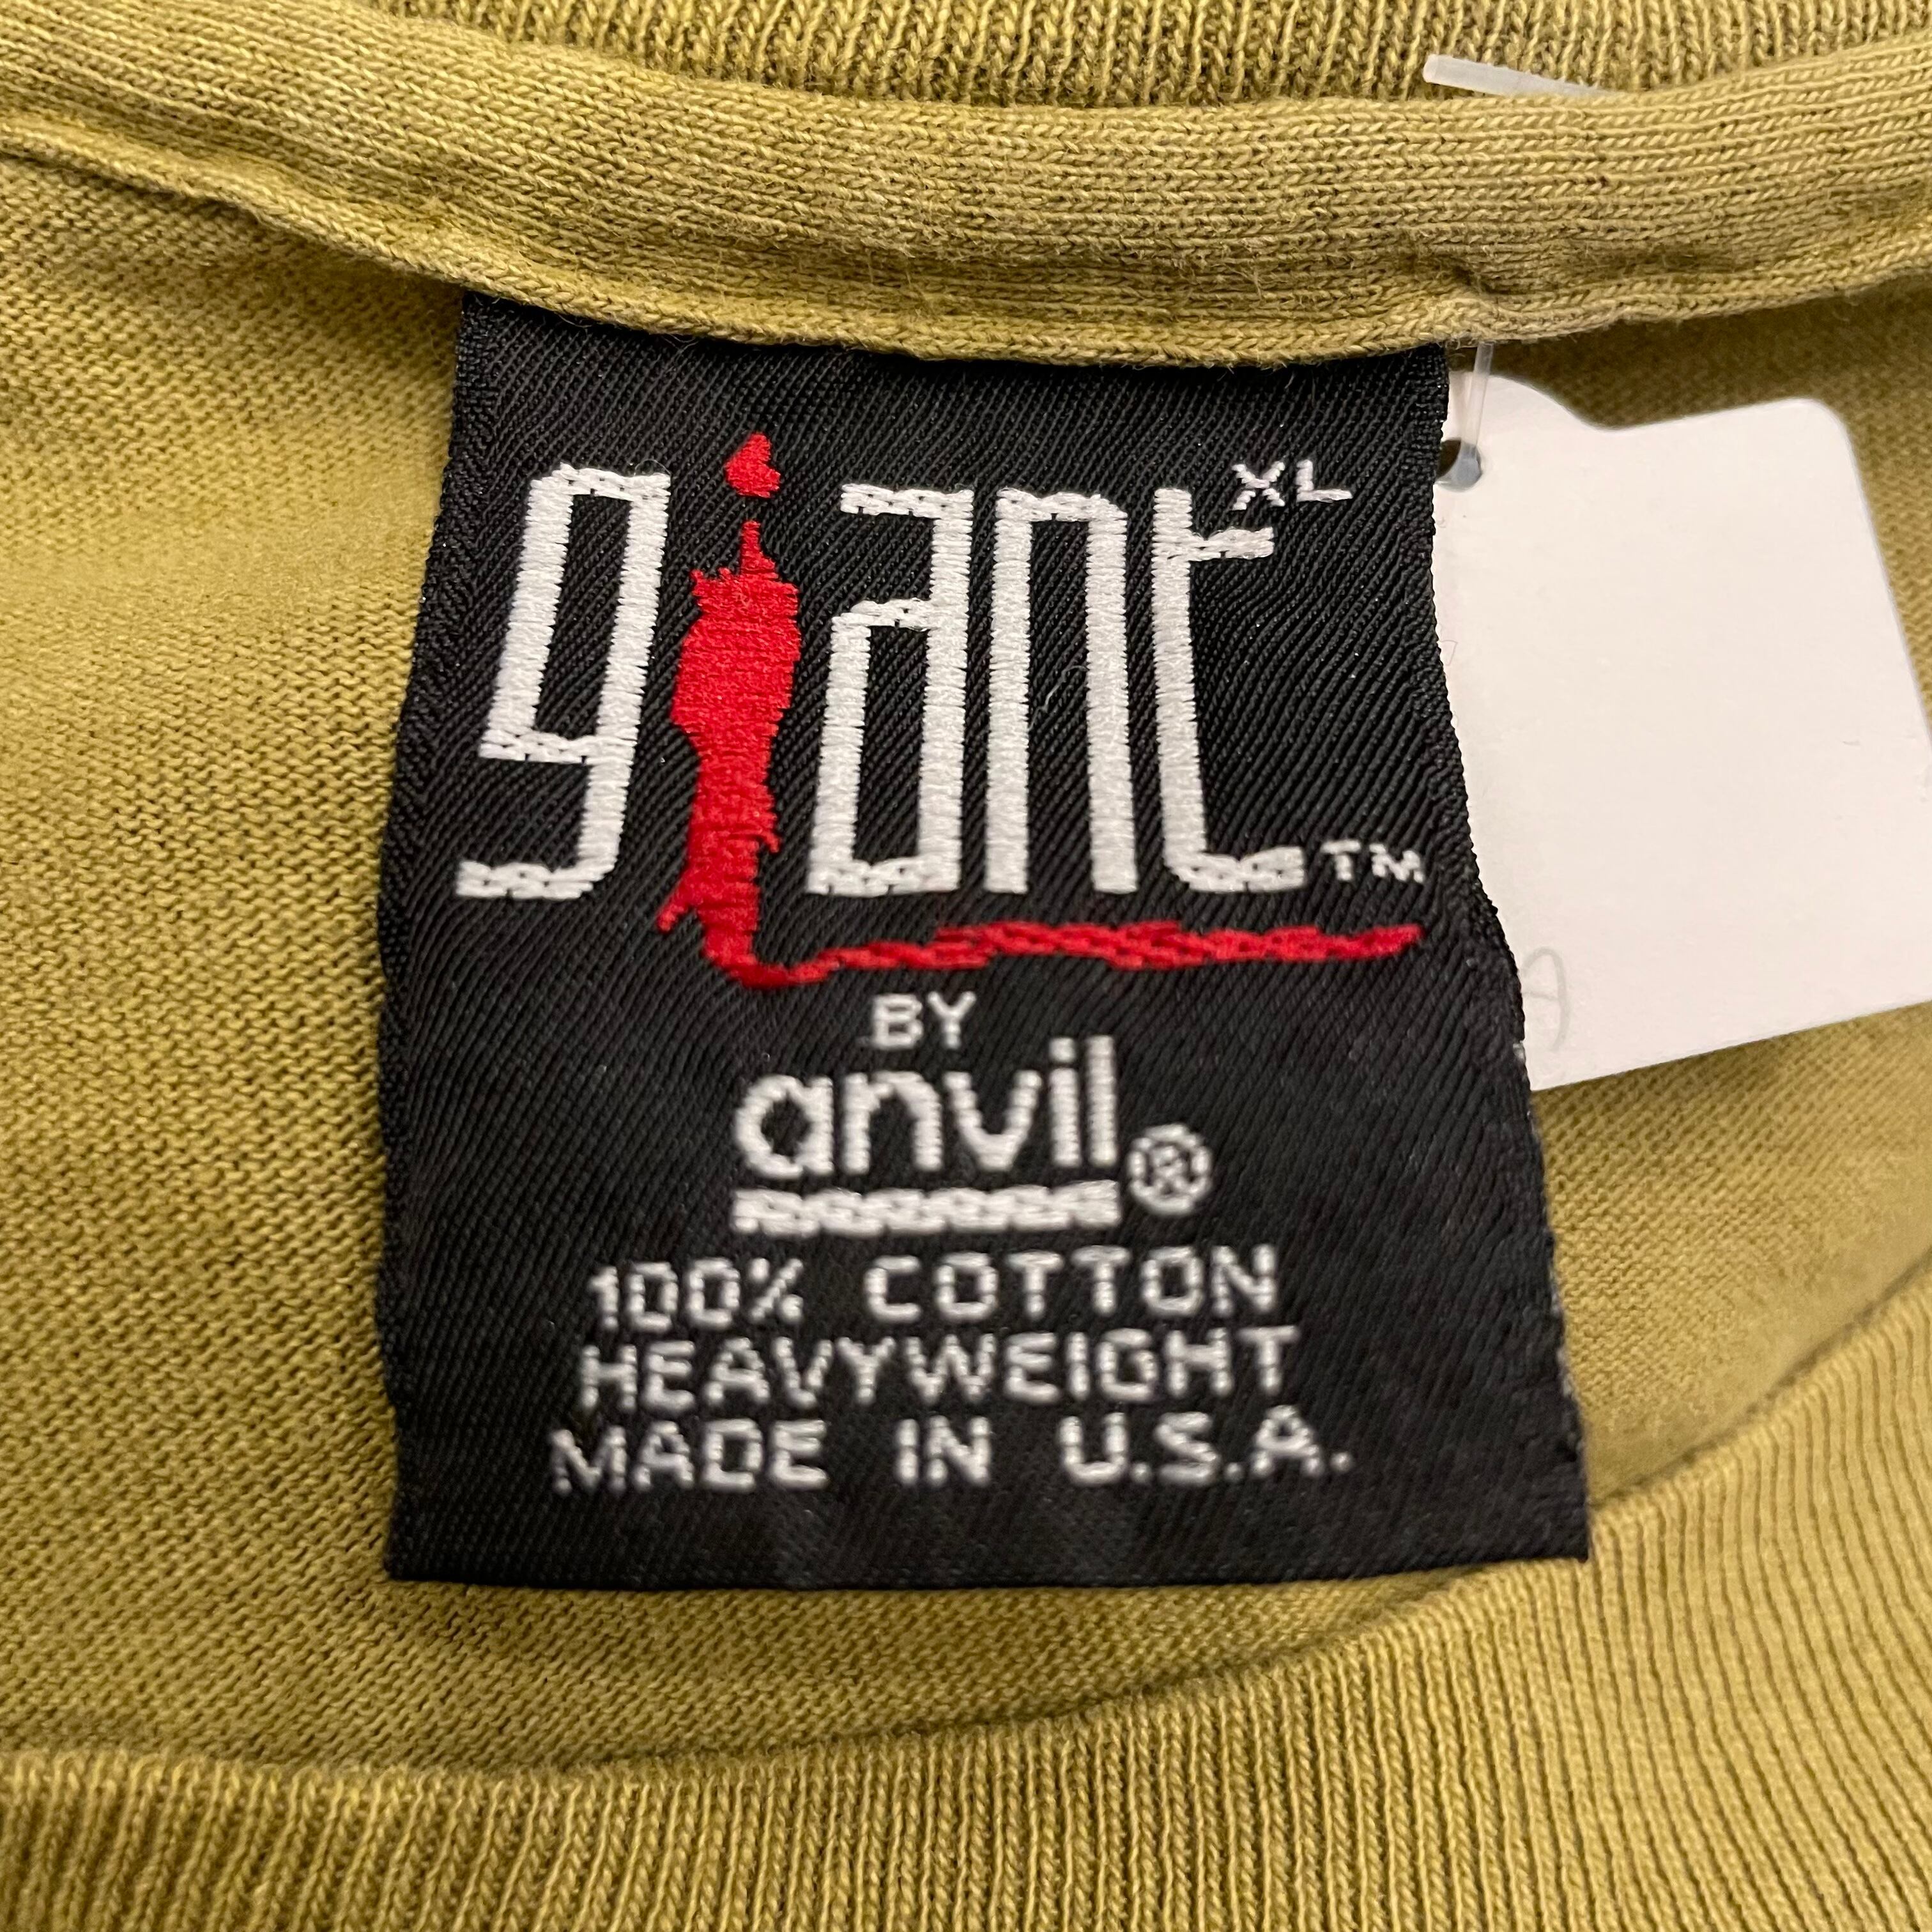 giant XL ™
BY
anvil®
100% COTTON
HEAVYWEIGHT
MADE IN U.S.A.